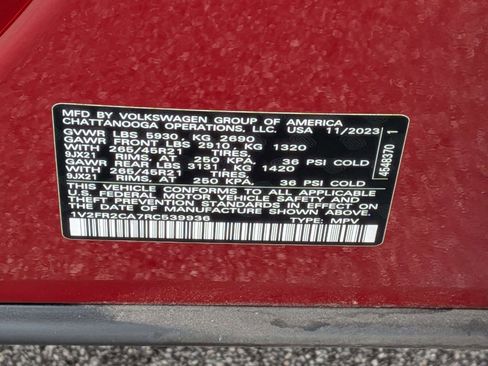 MFD BY VOLKSWAGEN GROUP OF AMERICA
CHATTANOOGA OPERATIONS, LLC. USA 11/2023
GVWR LBS 5930, KG 2690
GAWR FRONT LBS 2910, KG 1320
WITH 265/45R21 TIRES,
9JX21 RIMS, AT 250 KPA, 36 PSI COLD
GAWR REAR LBS 3131, KG 1420
WITH 265/45R21 TIRES,
9JX21 RIMS, AT 250 KPA, 36 PSI COLD
THIS VEHICLE CONFORMS TO ALL APPLICABLE
U.S. FEDERAL MOTOR VEHICLE SAFETY AND
THEFT PREVENTION STANDARDS IN EFFECT ON
THE DATE OF MANUFACTURE SHOWN ABOVE.
1V2FR2CA7RC539936 TYPE: MPV
4548370 1